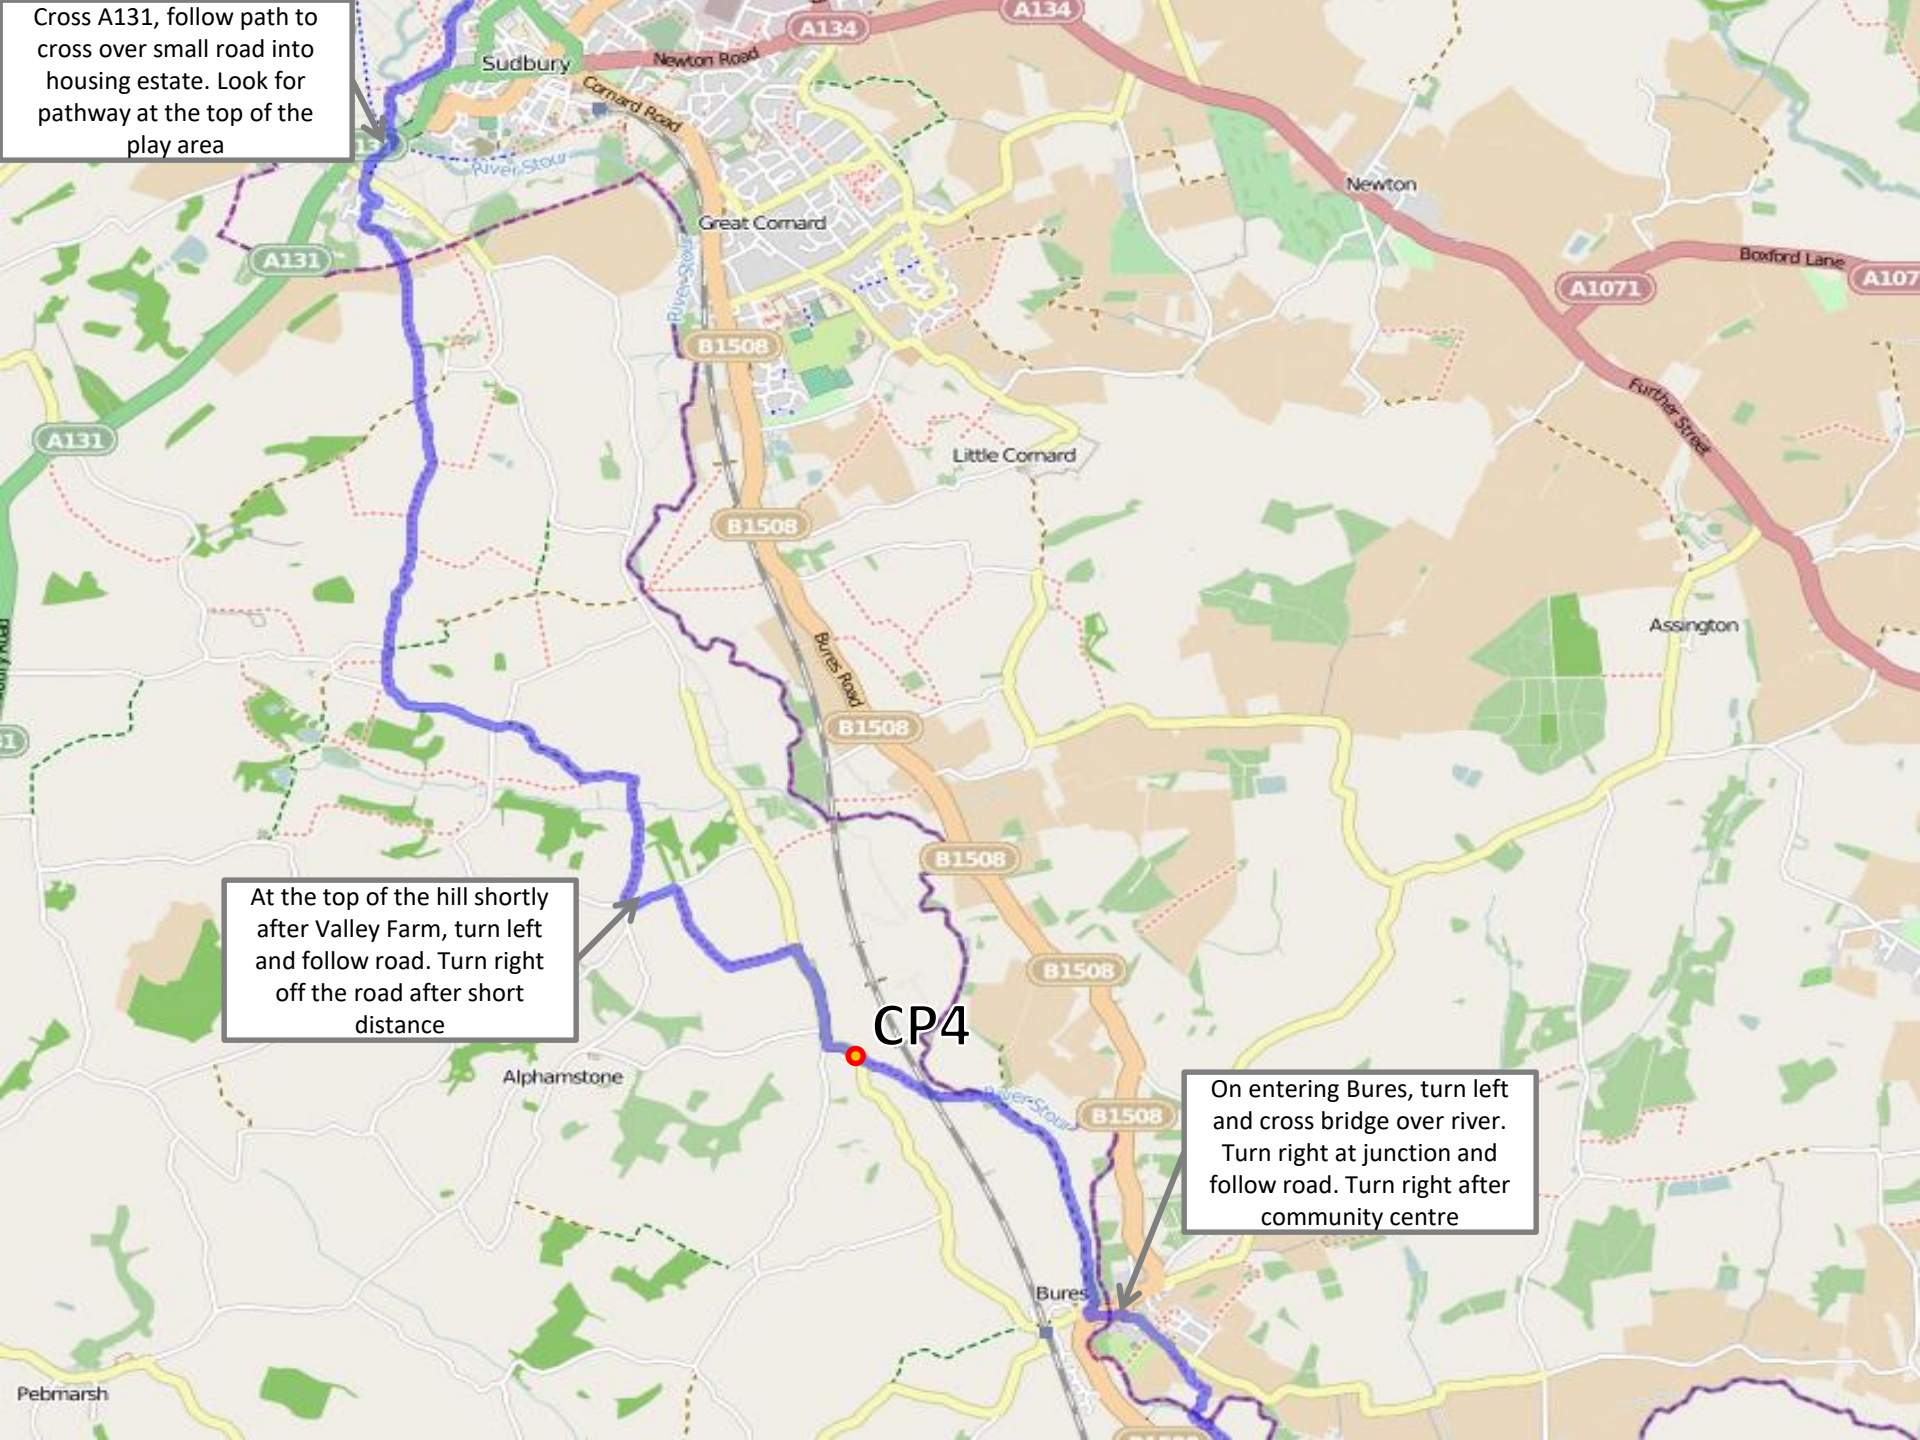 Cross A131, follow path to
cross over small road into
housing estate. Look for
pathway at the top of the
play area
A134
A134
Sudbury
Newton Road
Cornard Road
River Stour
Newton
Great Cornard
River Stour
A131
Boxford Lane
A1071
A107
B1508
A131
Further Street
Little Cornard
B1508
Assington
Bures Road
B1508
B1508
At the top of the hill shortly
after Valley Farm, turn left
and follow road. Turn right
off the road after short
distance
B1508
CP4
Alphamstone
River Stour
B1508
On entering Bures, turn left
and cross bridge over river.
Turn right at junction and
follow road. Turn right after
community centre
Bures
Pebmarsh